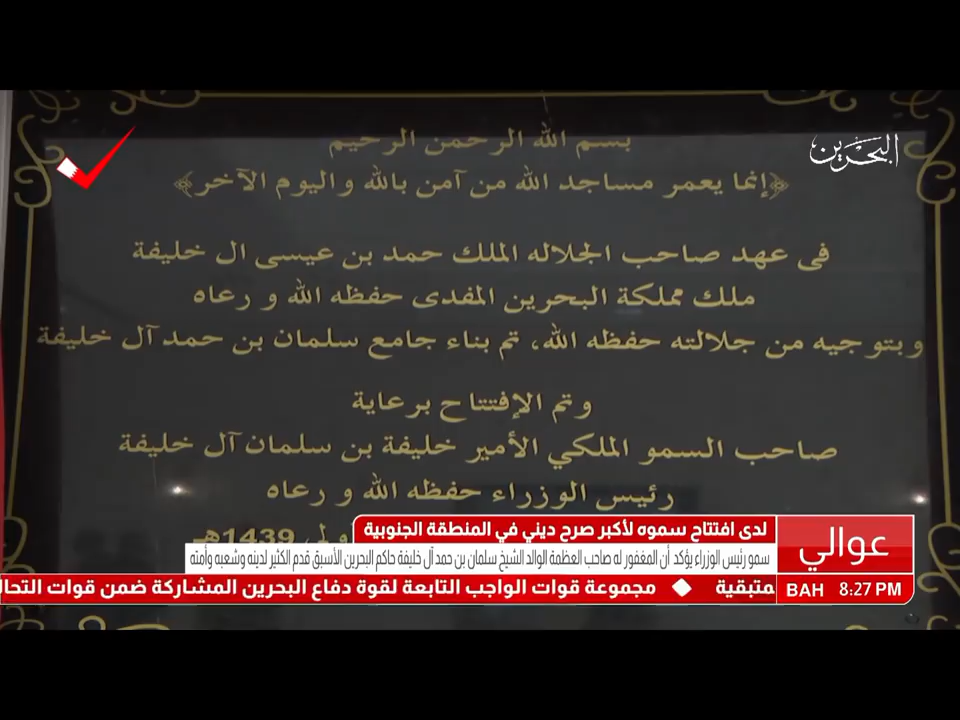 البحرين
بسم الله الرحمن الرحيم
﴿إنما يعمر مساجد الله من آمن بالله واليوم الآخر﴾
في عهد صاحب الجلاله الملك حمد بن عيسى ال خليفة
ملك مملكة البحرين المفدى حفظه الله و رعاه
وبتوجيه من جلالته حفظه الله، تم بناء جامع سلمان بن حمد آل خليفة
وتم الإفتتاح برعاية
صاحب السمو الملكي الأمير خليفة بن سلمان آل خليفة
رئيس الوزراء حفظه الله و رعاه
1439هـ
لدى افتتاح سموه لأكبر صرح ديني في المنطقة الجنوبية
عوالي
سمو رئيس الوزراء يؤكد أن المغفور له صاحب العظمة الوالد الشيخ سلمان بن حمد آل خليفة حاكم البحرين الأسبق قدم الكثير لدينه وشعبه وأمته
BAH 8:27 PM
متبقية ◆ مجموعة قوات الواجب التابعة لقوة دفاع البحرين المشاركة ضمن قوات التحا